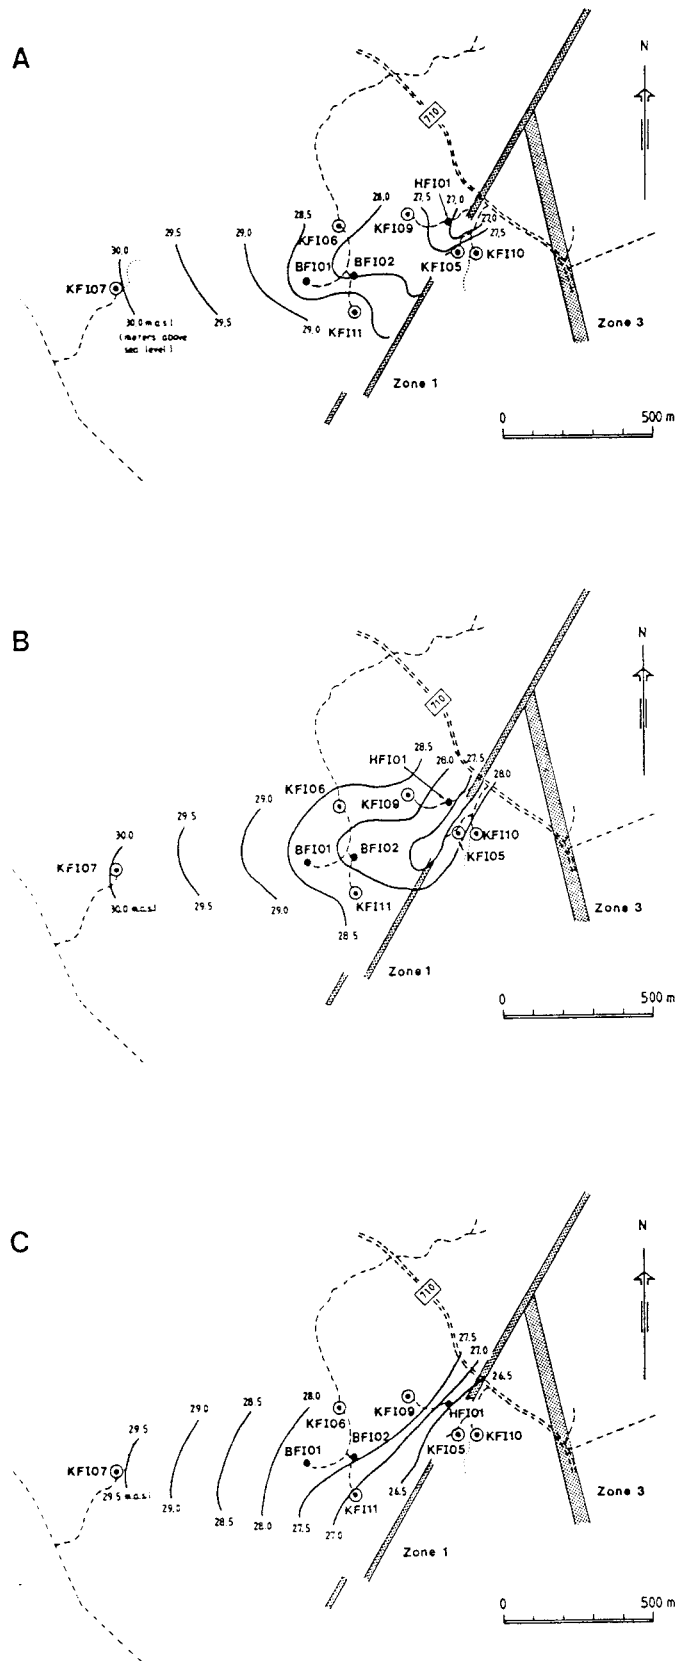 A
N
710
HFI01
28.0
27,5
27,0
28,5
KFI09
KFI06
27,0
27,5
29.5
29.0
30.0
BFI01
BFI02
KFI05
KFI10
KFI07
KFI11
30.0 m a.s.l
(meters above
sea level)
29.5
29.0
Zone 3
Zone 1
0
500 m
B
N
710
HFI01
28.5
28.0
27.5
28.0
KFI06
KFI09
29.0
29.5
30.0
BFI01
BFI02
KFI10
KFI05
KFI07
KFI11
30.0 m.a.s.l
29.5
29.0
28 5
Zone 3
Zone 1
0
500 m
C
N
710
27.5
27.0
26.5
28.0
28.5
29.0
29.5
KFI09
KFI06
HFI01
BFI02
KFI05
KFI10
BFI01
KFI07
29.5 m.a.s.l
26.5
KFI11
29.0
28.5
28.0
27.5
27.0
Zone 3
Zone 1
0
500 m